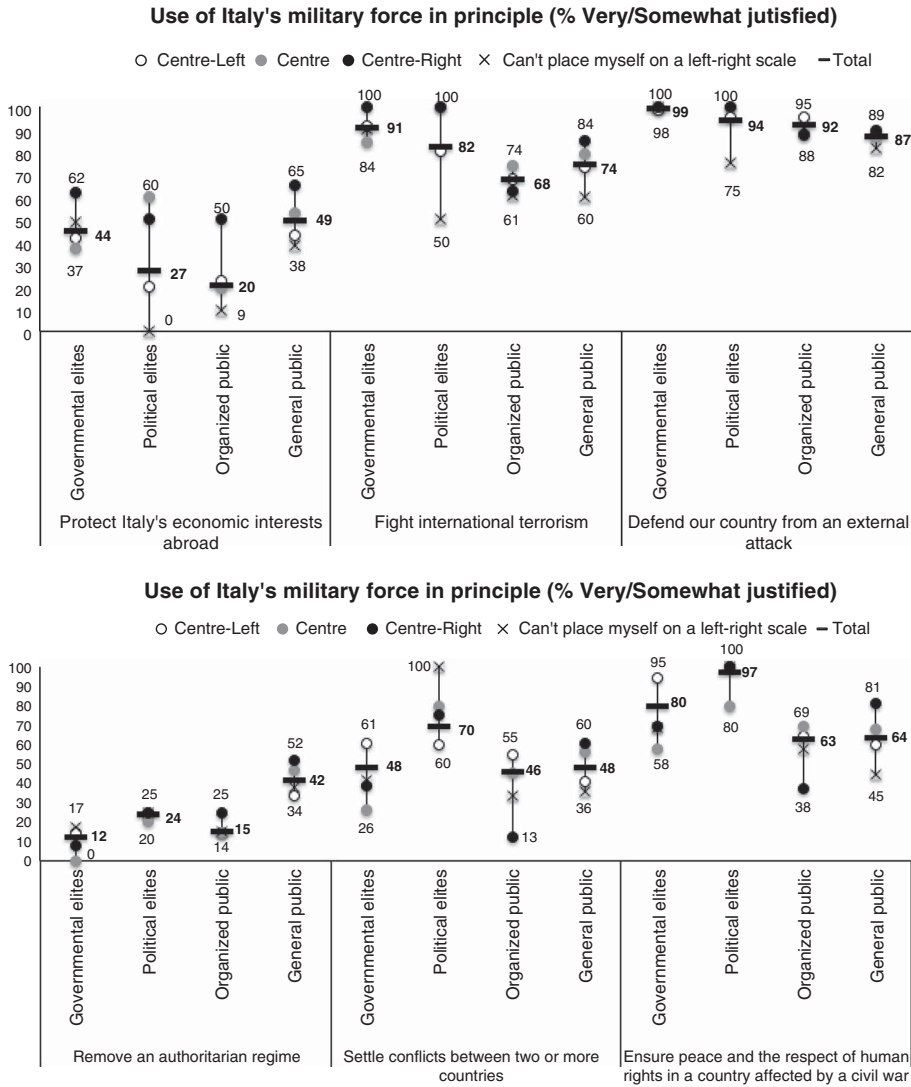 Use of Italy's military force in principle (% Very/Somewhat jutisfied)
Centre-Left Centre Centre-Right Can't place myself on a left-right scale Total
100
90
80
70
60
50
40
30
20
10
0
62
44
37
60
27
0
50
20
9
65
49
38
100
91
84
100
82
50
74
68
61
84
74
60
100
99
98
100
94
75
95
92
88
89
87
82
Governmental elites
Political elites
Organized public
General public
Governmental elites
Political elites
Organized public
General public
Governmental elites
Political elites
Organized public
General public
Protect Italy's economic interests
abroad
Fight international terrorism
Defend our country from an external
attack
Use of Italy's military force in principle (% Very/Somewhat justified)
Centre-Left Centre Centre-Right Can't place myself on a left-right scale Total
100
90
80
70
60
50
40
30
20
10
0
17
12
0
25
24
20
25
15
14
52
42
34
61
48
26
100
70
60
55
46
13
60
48
36
95
80
58
100
97
80
69
63
38
81
64
45
Governmental elites
Political elites
Organized public
General public
Governmental elites
Political elites
Organized public
General public
Governmental elites
Political elites
Organized public
General public
Remove an authoritarian regime
Settle conflicts between two or more
countries
Ensure peace and the respect of human
rights in a country affected by a civil war